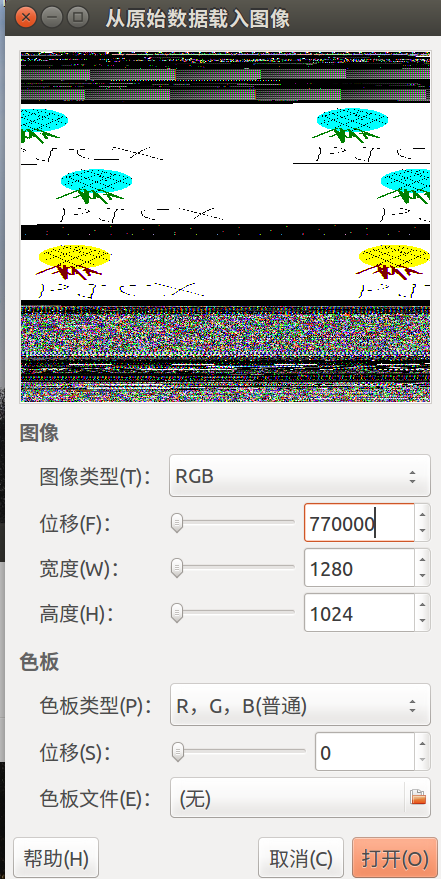 从原始数据载入图像
图像
图像类型(T)： RGB
位移(F)： 770000
宽度(W)： 1280
高度(H)： 1024
色板
色板类型(P)： R，G，B(普通)
位移(S)： 0
色板文件(E)： (无)
帮助(H) 取消(C) 打开(O)